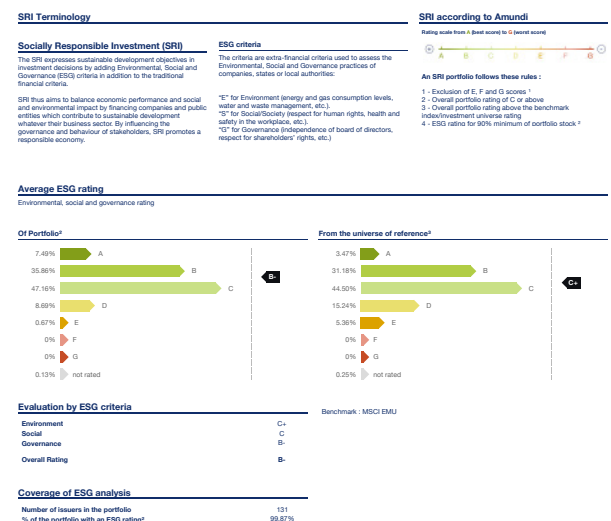 SRI Terminology
Socially Responsible Investment (SRI)
The SRI expresses sustainable development objectives in
investment decisions by adding Environmental, Social and
Governance (ESG) criteria in addition to the traditional
financial criteria.
SRI thus aims to balance economic performance and social
and environmental impact by financing companies and public
entities which contribute to sustainable development
whatever their business sector. By influencing the
governance and behaviour of stakeholders, SRI promotes a
responsible economy.
ESG criteria
The criteria are extra-financial criteria used to assess the
Environmental, Social and Governance practices of
companies, states or local authorities:
"E" for Environment (energy and gas consumption levels,
water and waste management, etc.).
"S" for Social/Society (respect for human rights, health and
safety in the workplace, etc.).
"G" for Governance (independence of board of directors,
respect for shareholders' rights, etc.)
SRI according to Amundi
Rating scale from A (best score) to G (worst score)
A B C D E F G
An SRI portfolio follows these rules :
1 - Exclusion of E, F and G scores ¹
2 - Overall portfolio rating of C or above
3 - Overall portfolio rating above the benchmark
index/investment universe rating
4 - ESG rating for 90% minimum of portfolio stock ²
Average ESG rating
Environmental, social and governance rating
Of Portfolio²
7.49% A
35.86% B
47.16% C
8.69% D
0.67% E
0% F
0% G
0.13% not rated
B-
From the universe of reference³
3.47% A
31.18% B
44.50% C
15.24% D
5.36% E
0% F
0% G
0.25% not rated
C+
Evaluation by ESG criteria
Environment C+
Social C
Governance B-
Overall Rating B-
Benchmark : MSCI EMU
Coverage of ESG analysis
Number of issuers in the portfolio 131
% of the portfolio with an ESG rating² 99.87%